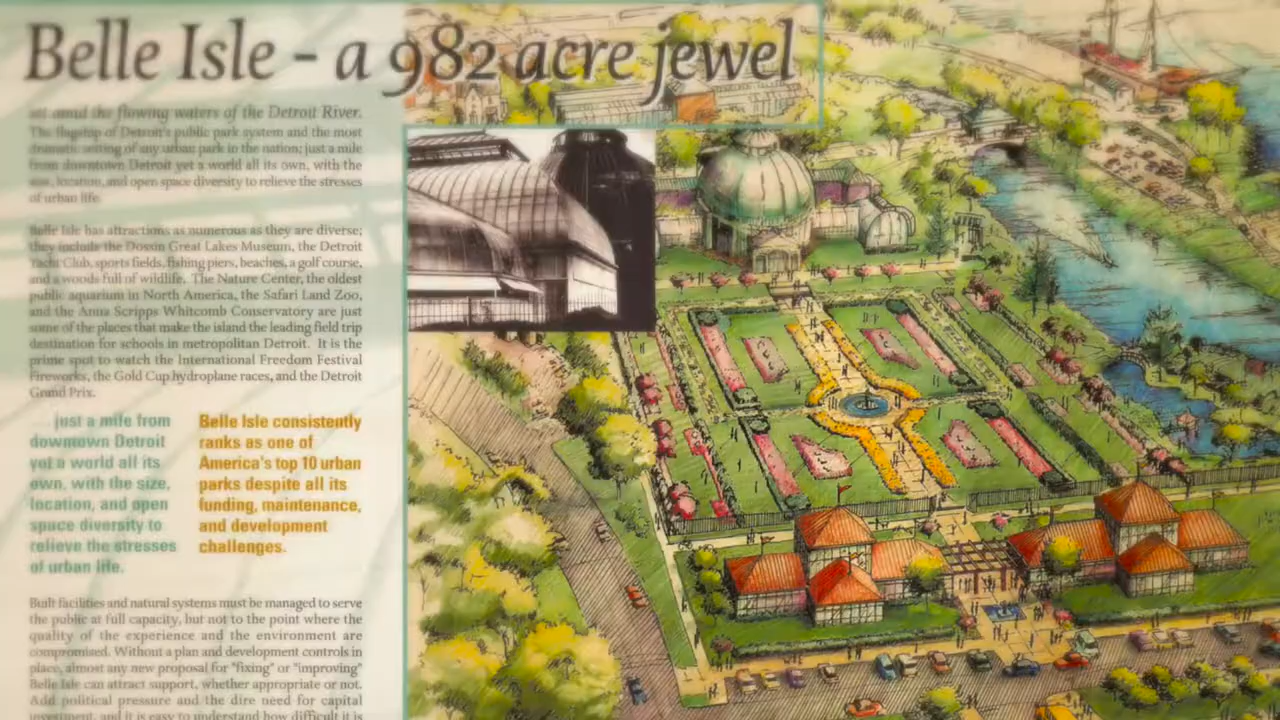 Belle Isle - a 982 acre jewel
set amid the flowing waters of the Detroit River.
The flagship of Detroit's public park system and the most
dramatic setting of any urban park in the nation; just a mile
from downtown Detroit yet a world all its own, with the
size, location, and open space diversity to relieve the stresses
of urban life.
Belle Isle has attractions as numerous as they are diverse;
they include the Dossin Great Lakes Museum, the Detroit
Yacht Club, sports fields, fishing piers, beaches, a golf course,
and a woods full of wildlife. The Nature Center, the oldest
public aquarium in North America, the Safari Land Zoo,
and the Anna Scripps Whitcomb Conservatory are just
some of the places that make the island the leading field trip
destination for schools in metropolitan Detroit. It is the
prime spot to watch the International Freedom Festival
Fireworks, the Gold Cup hydroplane races, and the Detroit
Grand Prix.
... just a mile from
downtown Detroit
yet a world all its
own, with the size,
location, and open
space diversity to
relieve the stresses
of urban life.
Belle Isle consistently
ranks as one of
America's top 10 urban
parks despite all its
funding, maintenance,
and development
challenges.
Built facilities and natural systems must be managed to serve
the public at full capacity, but not to the point where the
quality of the experience and the environment are
compromised. Without a plan and development controls in
place, almost any new proposal for "fixing" or "improving"
Belle Isle can attract support, whether appropriate or not.
Add political pressure and the dire need for capital
investment, and it is easy to understand how difficult it is